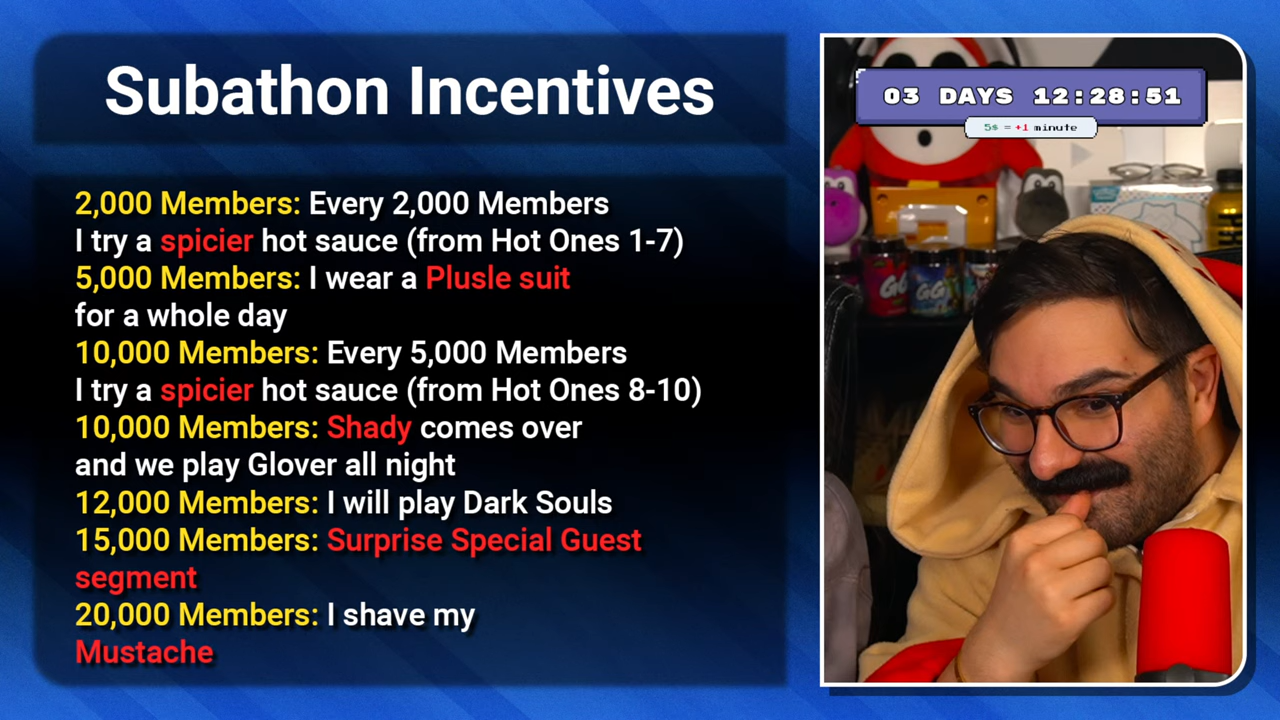 Subathon Incentives
03 DAYS 12:28:51
5$ = +1 minute
2,000 Members: Every 2,000 Members
I try a spicier hot sauce (from Hot Ones 1-7)
5,000 Members: I wear a Plusle suit
for a whole day
10,000 Members: Every 5,000 Members
I try a spicier hot sauce (from Hot Ones 8-10)
10,000 Members: Shady comes over
and we play Glover all night
12,000 Members: I will play Dark Souls
15,000 Members: Surprise Special Guest
segment
20,000 Members: I shave my
Mustache
GG
GG